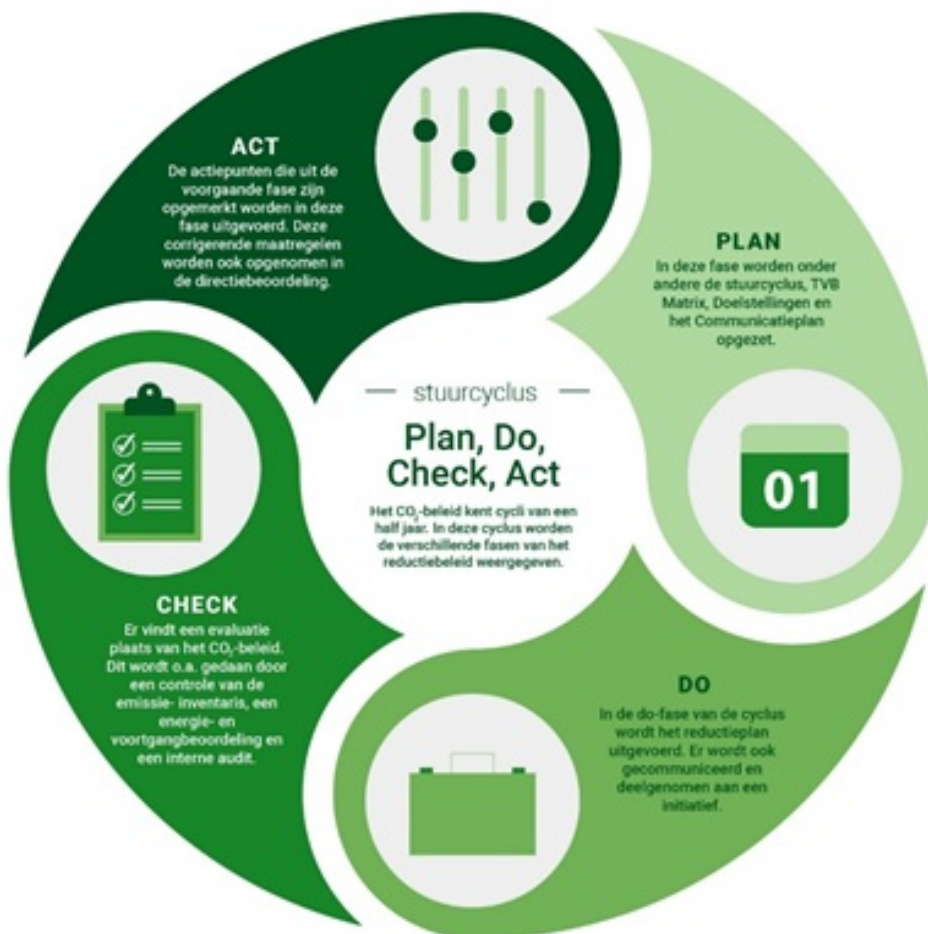 ACT
De actiepunten die uit de
voorgaande fase zijn
opgemerkt worden in deze
fase uitgevoerd. Deze
corrigerende maatregelen
worden ook opgenomen in
de directiebeoordeling.
PLAN
In deze fase worden onder
andere de stuurcyclus, TVB
Matrix, Doelstellingen en
het Communicatieplan
opgezet.
01
stuurcyclus
Plan, Do,
Check, Act
Het CO₂-beleid kent cycli van een
half jaar. In deze cyclus worden
de verschillende fasen van het
reductiebeleid weergegeven.
DO
In de do-fase van de cyclus
wordt het reductieplan
uitgevoerd. Er wordt ook
gecommuniceerd en
deelgenomen aan een
initiatief.
CHECK
Er vindt een evaluatie
plaats van het CO₂-beleid.
Dit wordt o.a. gedaan door
een controle van de
emissie- inventaris, een
energie- en
voortgangbeoordeling en
een interne audit.